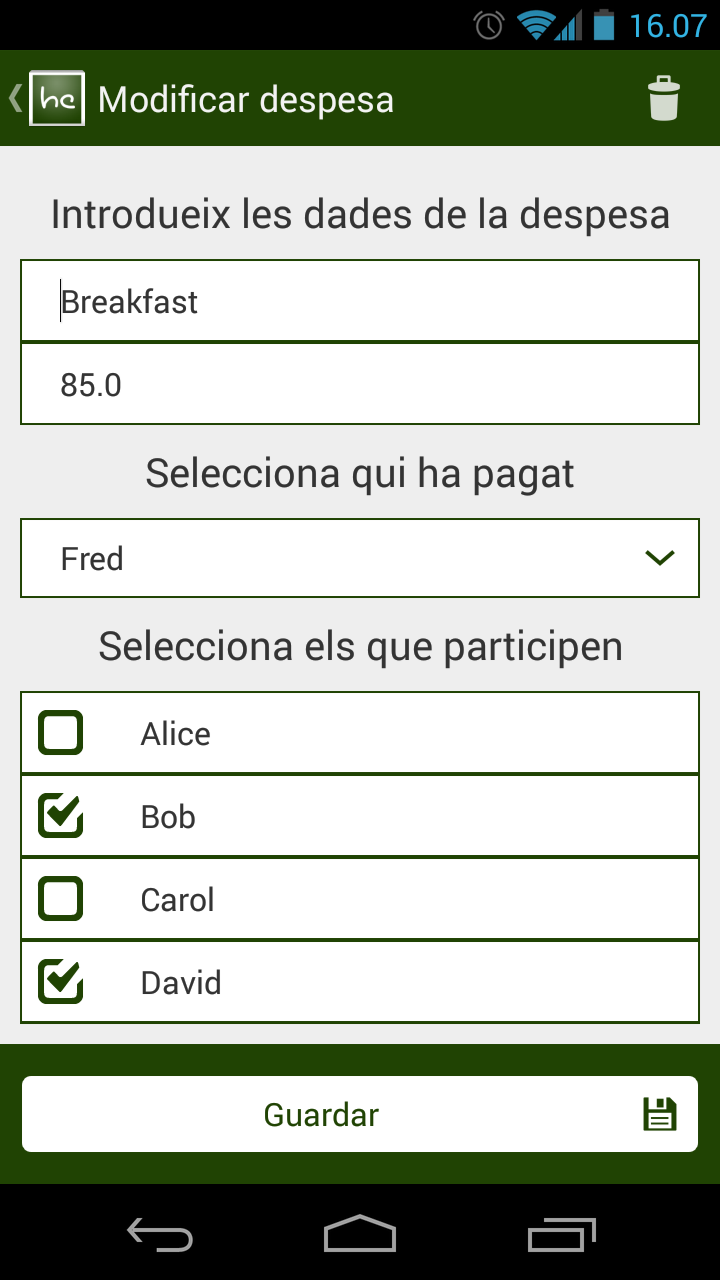 16.07
hc Modificar despesa
Introdueix les dades de la despesa
Breakfast
85.0
Selecciona qui ha pagat
Fred
Selecciona els que participen
Alice
Bob
Carol
David
Guardar